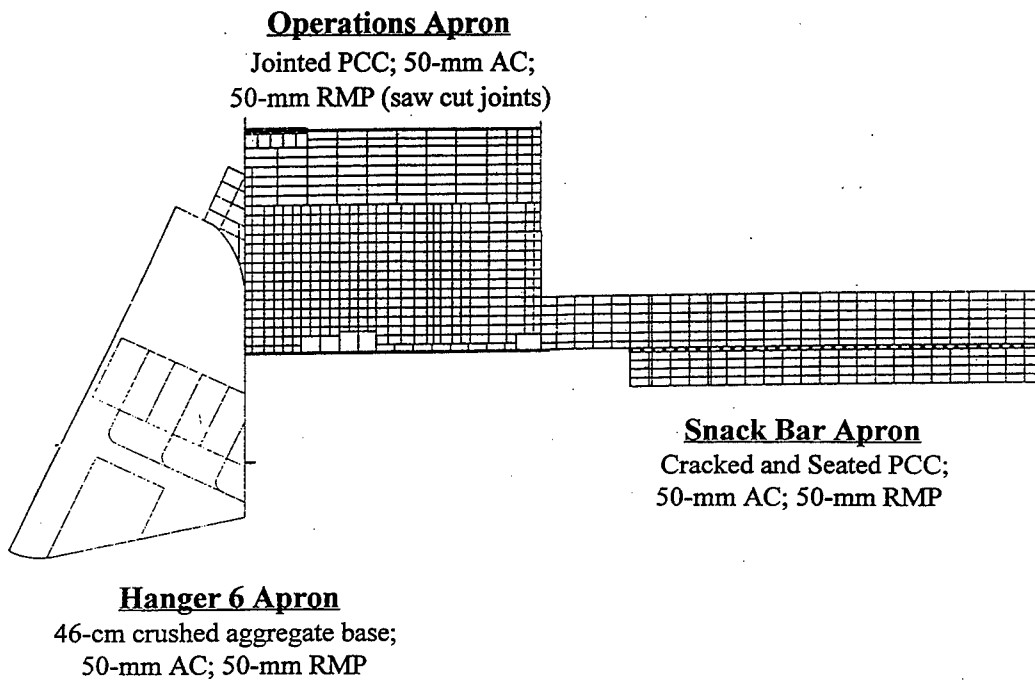 Operations Apron
Jointed PCC; 50-mm AC;
50-mm RMP (saw cut joints)
Snack Bar Apron
Cracked and Seated PCC;
50-mm AC; 50-mm RMP
Hanger 6 Apron
46-cm crushed aggregate base;
50-mm AC; 50-mm RMP